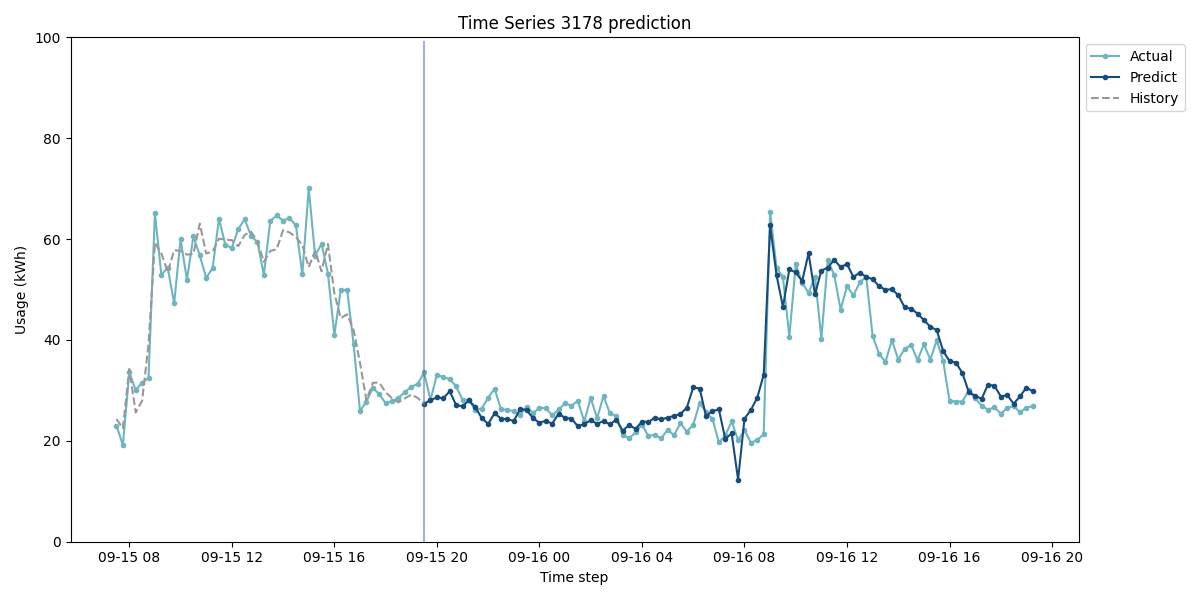 Time Series 3178 prediction
100
80
60
40
20
0
Usage (kWh)
09-15 08
09-15 12
09-15 16
09-15 20
09-16 00
09-16 04
09-16 08
09-16 12
09-16 16
09-16 20
Time step
Actual
Predict
History